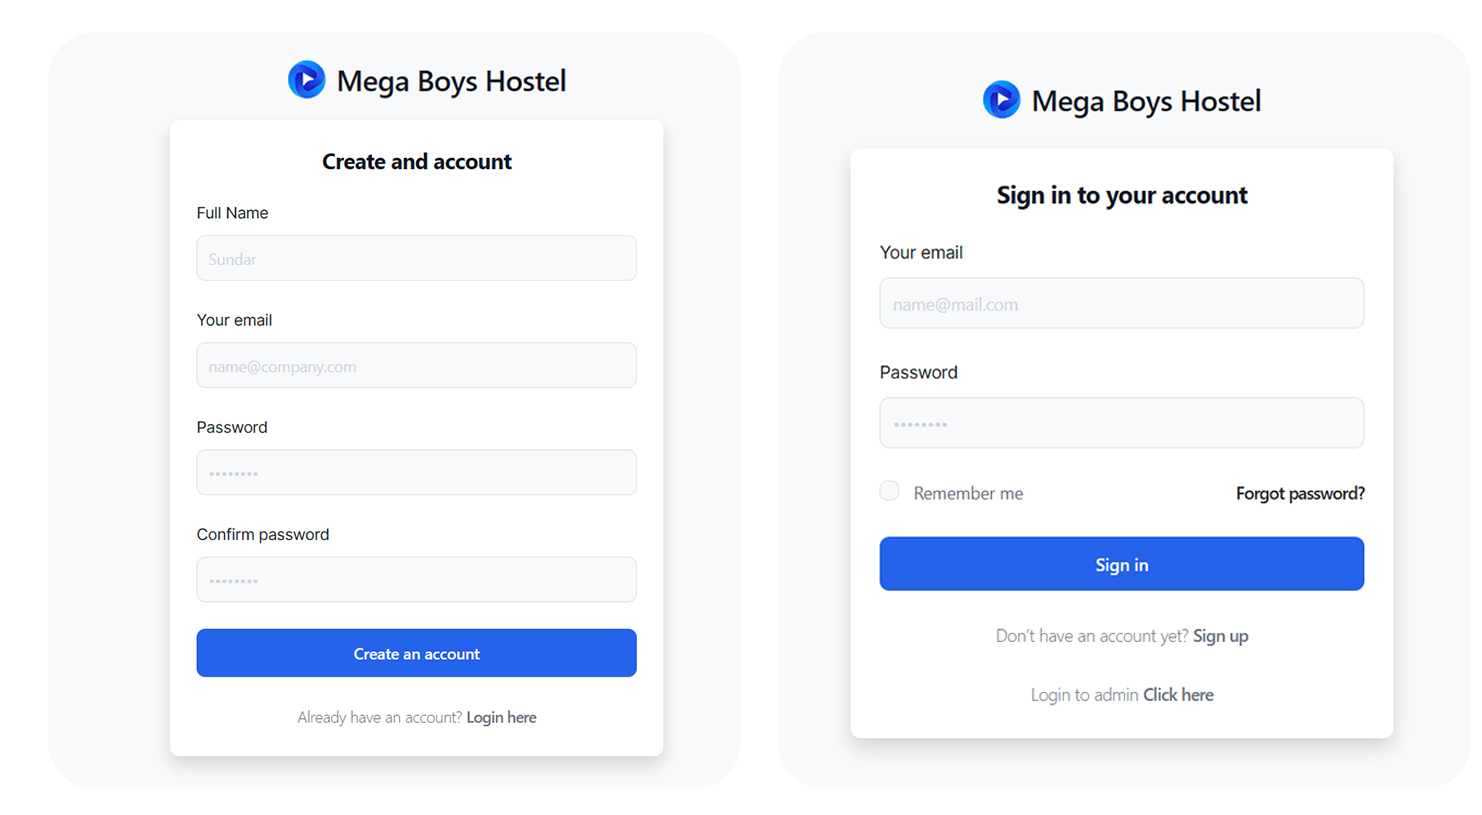 Mega Boys Hostel
Create and account
Full Name
Sundar
Your email
name@company.com
Password
••••••••
Confirm password
••••••••
Create an account
Already have an account? Login here
Mega Boys Hostel
Sign in to your account
Your email
name@mail.com
Password
••••••••
Remember me
Forgot password?
Sign in
Don't have an account yet? Sign up
Login to admin Click here